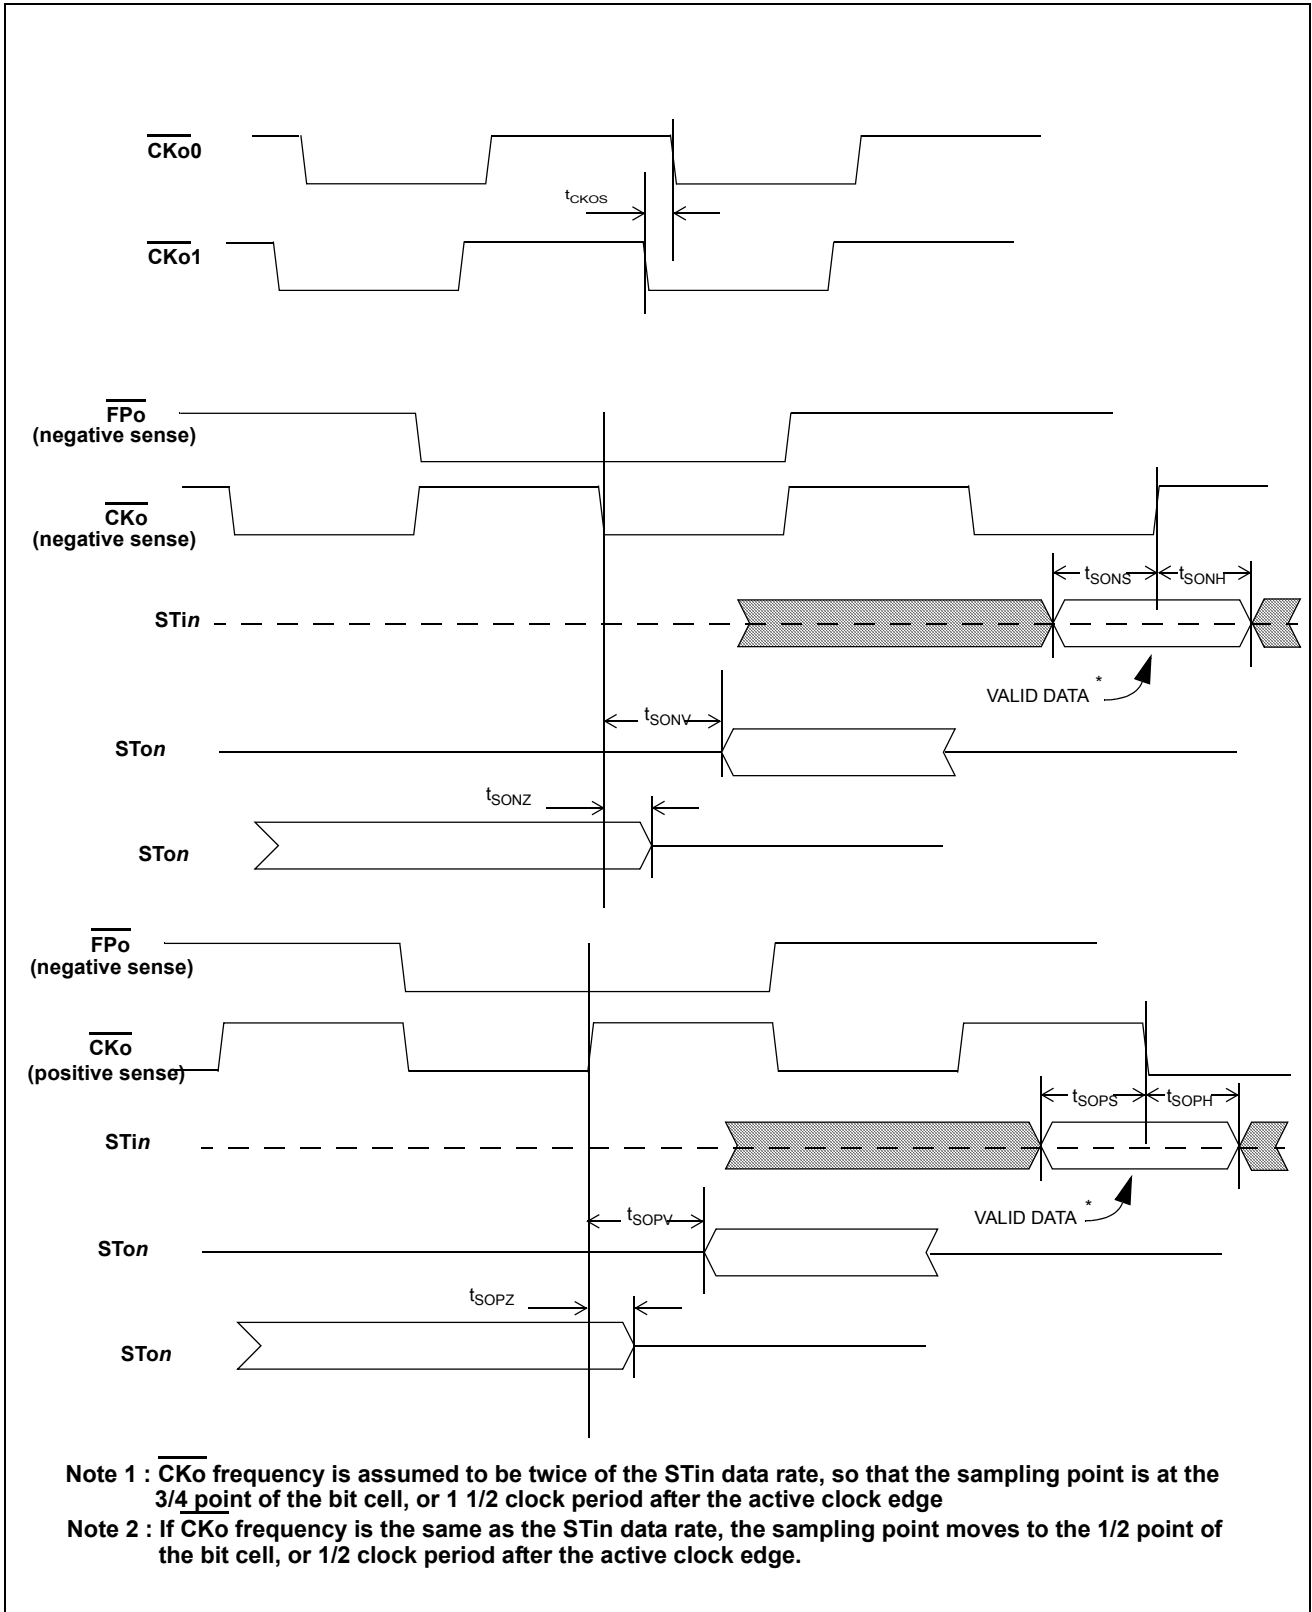 CKo0
tCKOS
CKo1
FPo
(negative sense)
CKo
(negative sense)
tSONS
tSONH
STin
VALID DATA *
tSONV
STon
tSONZ
STon
FPo
(negative sense)
CKo
(positive sense)
tSOPS
tSOPH
STin
VALID DATA *
tSOPV
STon
tSOPZ
STon
Note 1 : CKo frequency is assumed to be twice of the STin data rate, so that the sampling point is at the
3/4 point of the bit cell, or 1 1/2 clock period after the active clock edge
Note 2 : If CKo frequency is the same as the STin data rate, the sampling point moves to the 1/2 point of
the bit cell, or 1/2 clock period after the active clock edge.